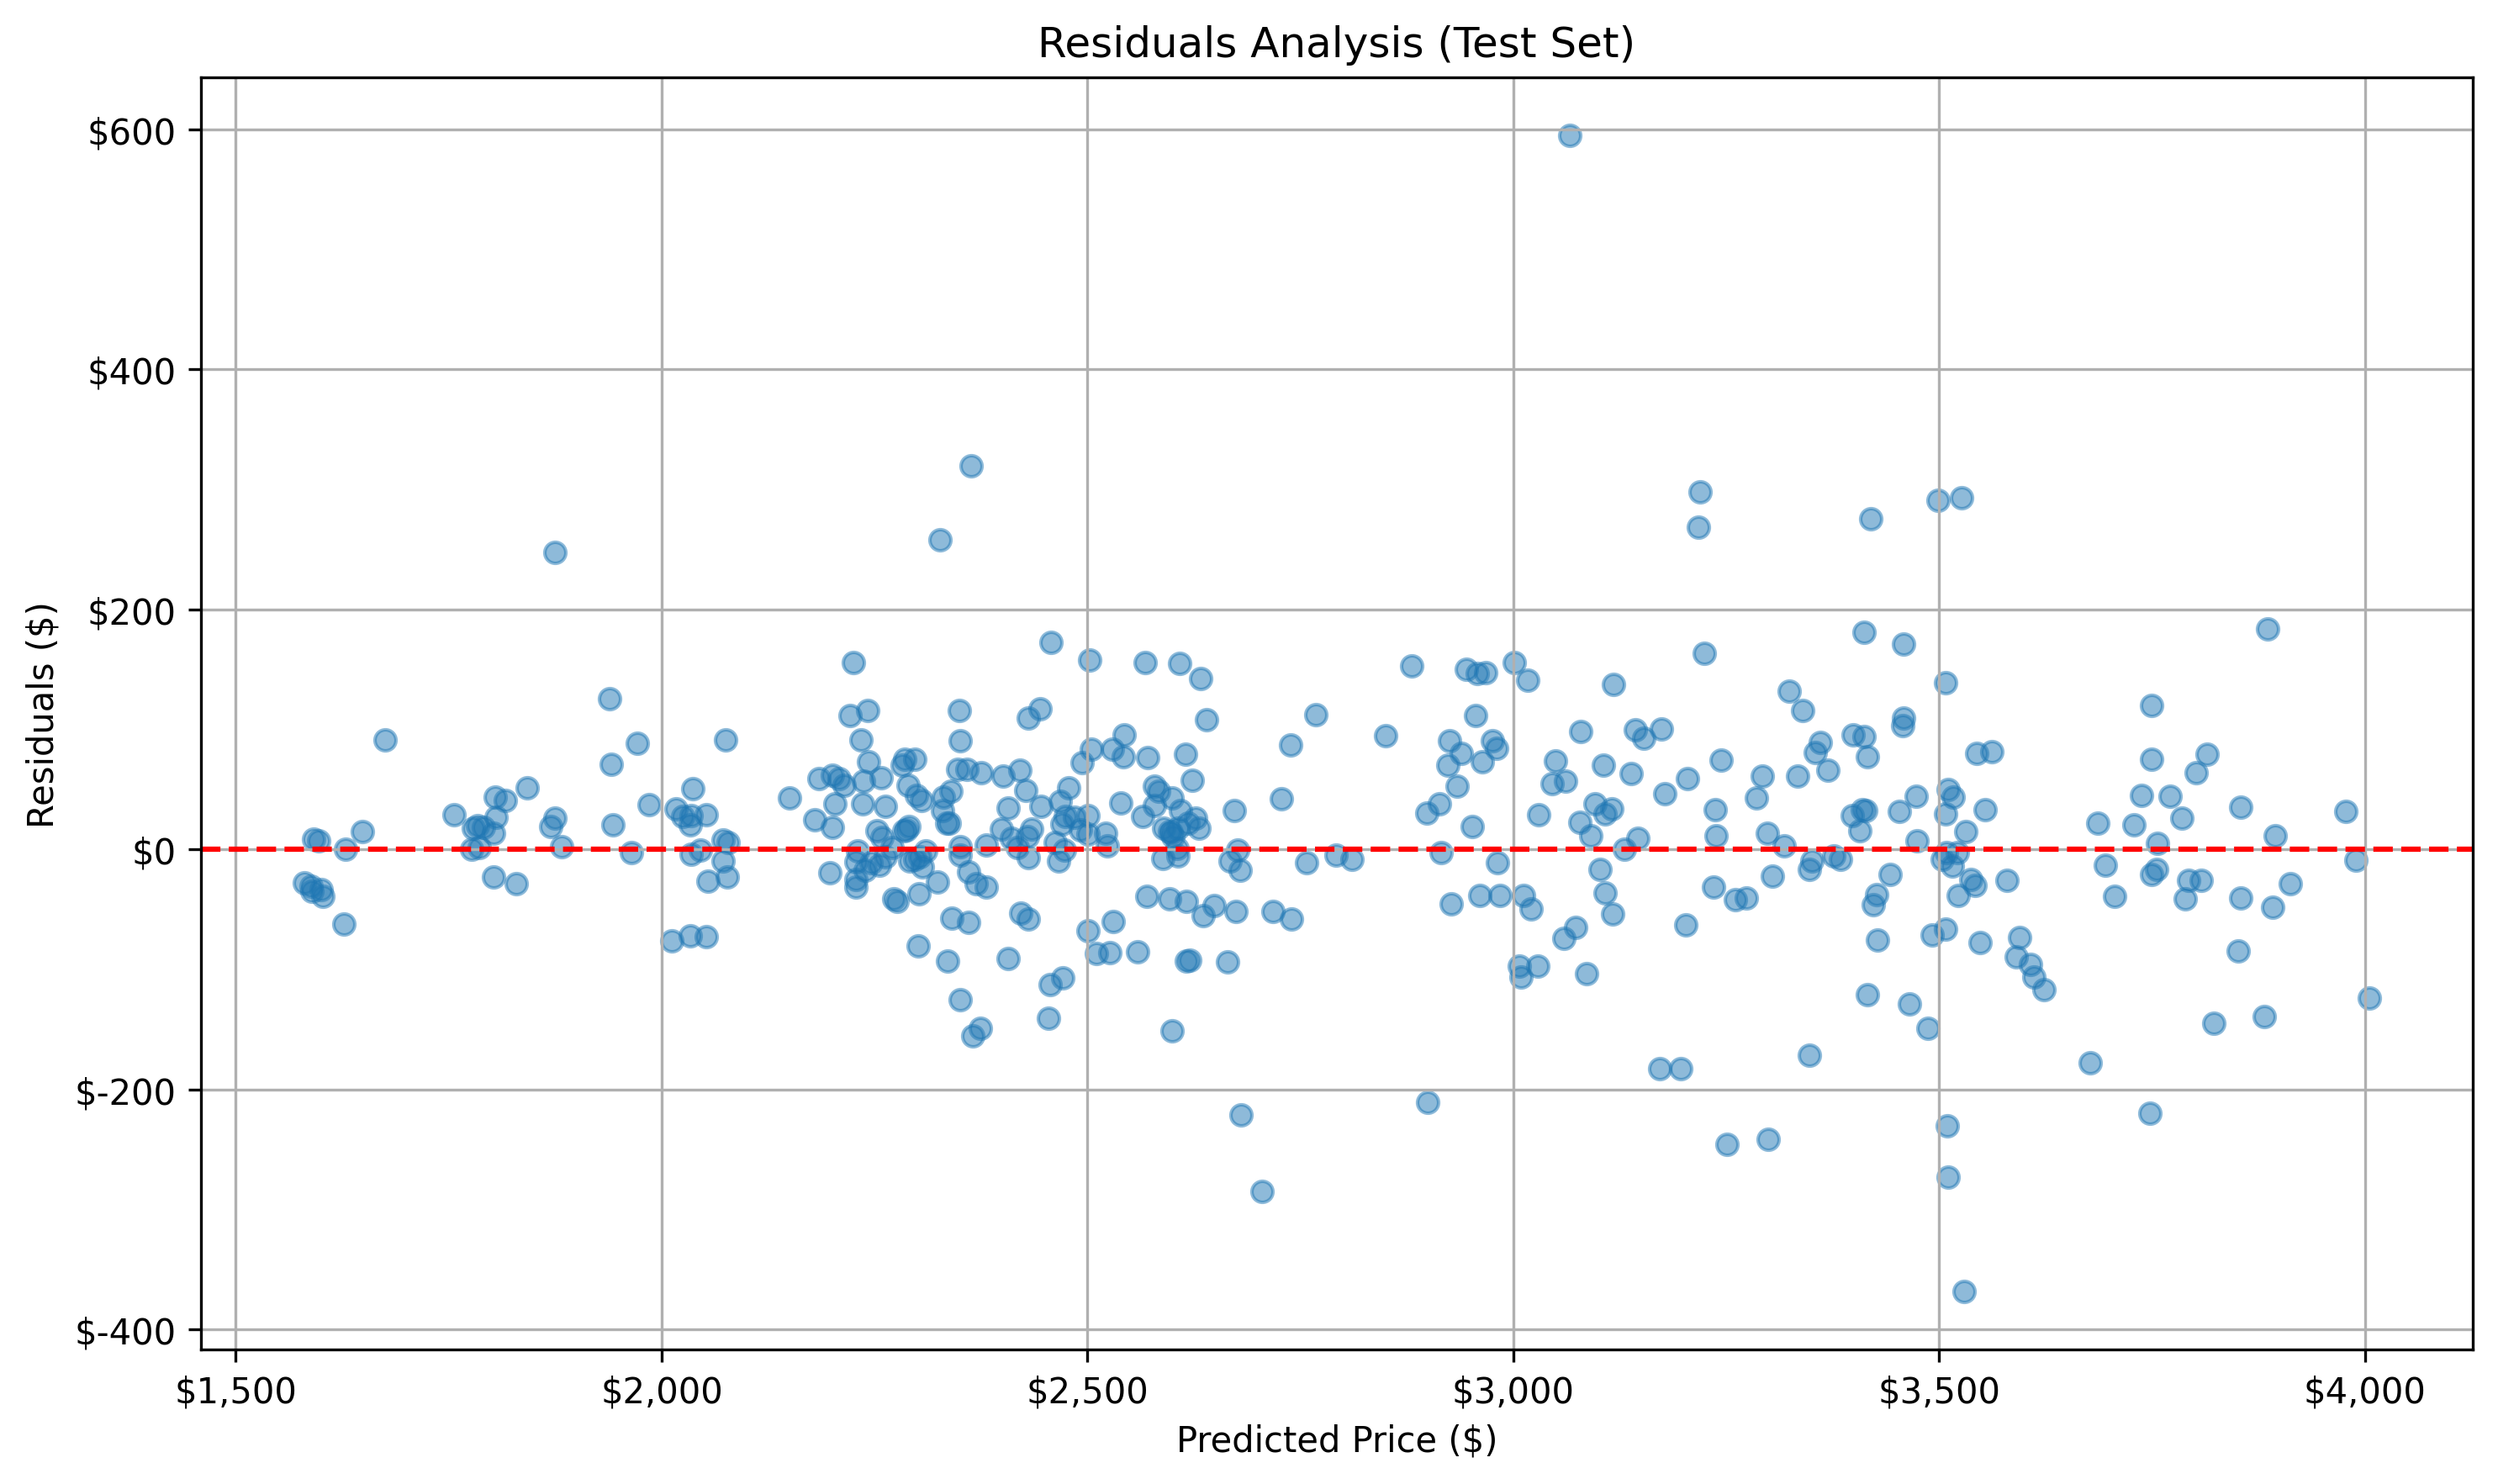 Residuals Analysis (Test Set)
$600
$400
$200
$0
$-200
$-400
Residuals ($)
$1,500 $2,000 $2,500 $3,000 $3,500 $4,000
Predicted Price ($)